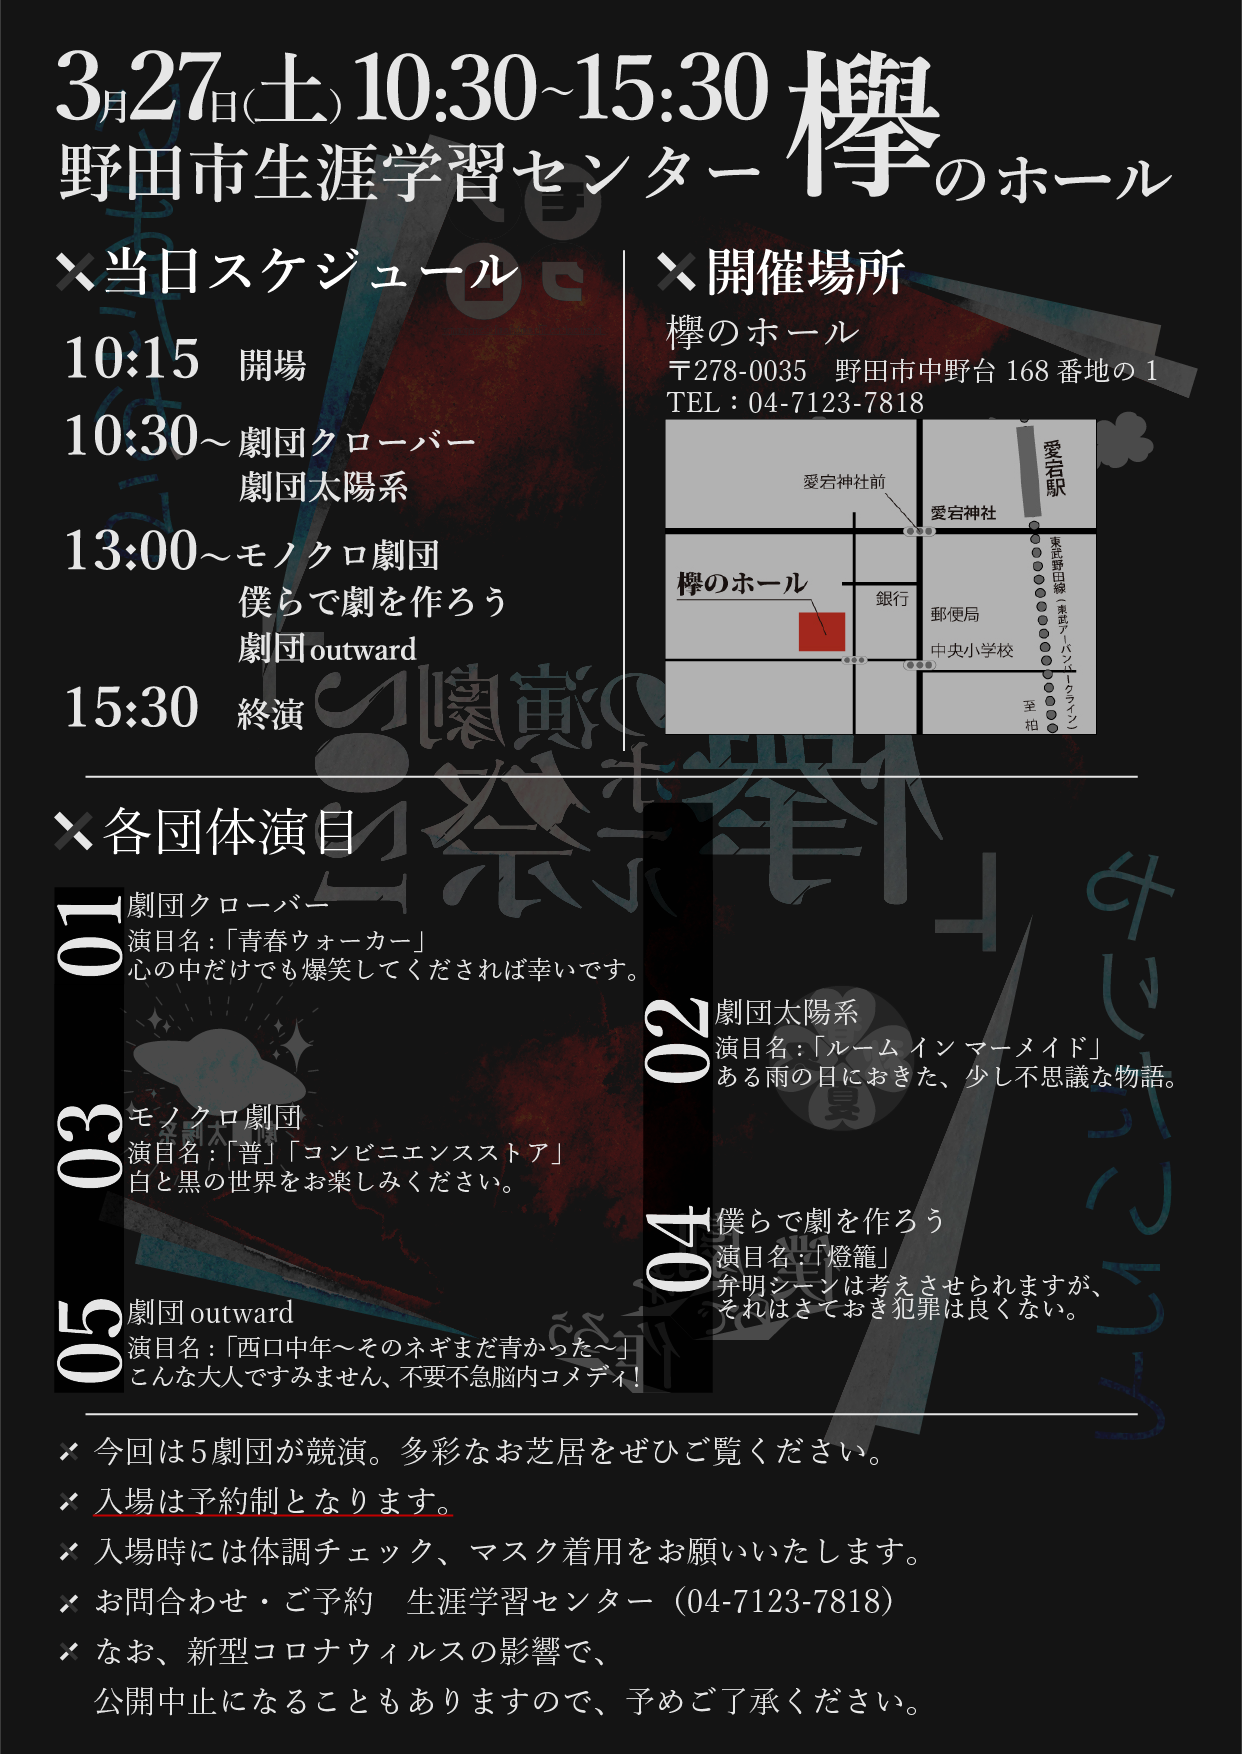 3月27日(土)10:30~15:30
野田市生涯学習センター 欅のホール
当日スケジュール
10:15 開場
10:30～劇団クローバー
劇団太陽系
13:00～モノクロ劇団
僕らで劇を作ろう
劇団outward
15:30 終演
開催場所
欅のホール
〒278-0035 野田市中野台 168 番地の 1
TEL：04-7123-7818
愛宕駅
愛宕神社前
愛宕神社
東武野田線（東武アーバンパークライン）
欅のホール
銀行
郵便局
中央小学校
至柏
各団体演目
01
劇団クローバー
演目名：「青春ウォーカー」
心の中だけでも爆笑してくだされば幸いです。
02
劇団太陽系
演目名：「ルーム イン マーメイド」
ある雨の日におきた、少し不思議な物語。
03
モノクロ劇団
演目名：「普」「コンビニエンスストア」
白と黒の世界をお楽しみください。
04
僕らで劇を作ろう
演目名：「燈籠」
弁明シーンは考えさせられますが、
それはさておき犯罪は良くない。
05
劇団 outward
演目名：「西口中年～そのネギまだ青かった～」
こんな大人ですみません、不要不急脳内コメディ！
今回は5劇団が競演。多彩なお芝居をぜひご覧ください。
入場は予約制となります。
入場時には体調チェック、マスク着用をお願いいたします。
お問合わせ・ご予約 生涯学習センター（04-7123-7818）
なお、新型コロナウィルスの影響で、
公開中止になることもありますので、予めご了承ください。